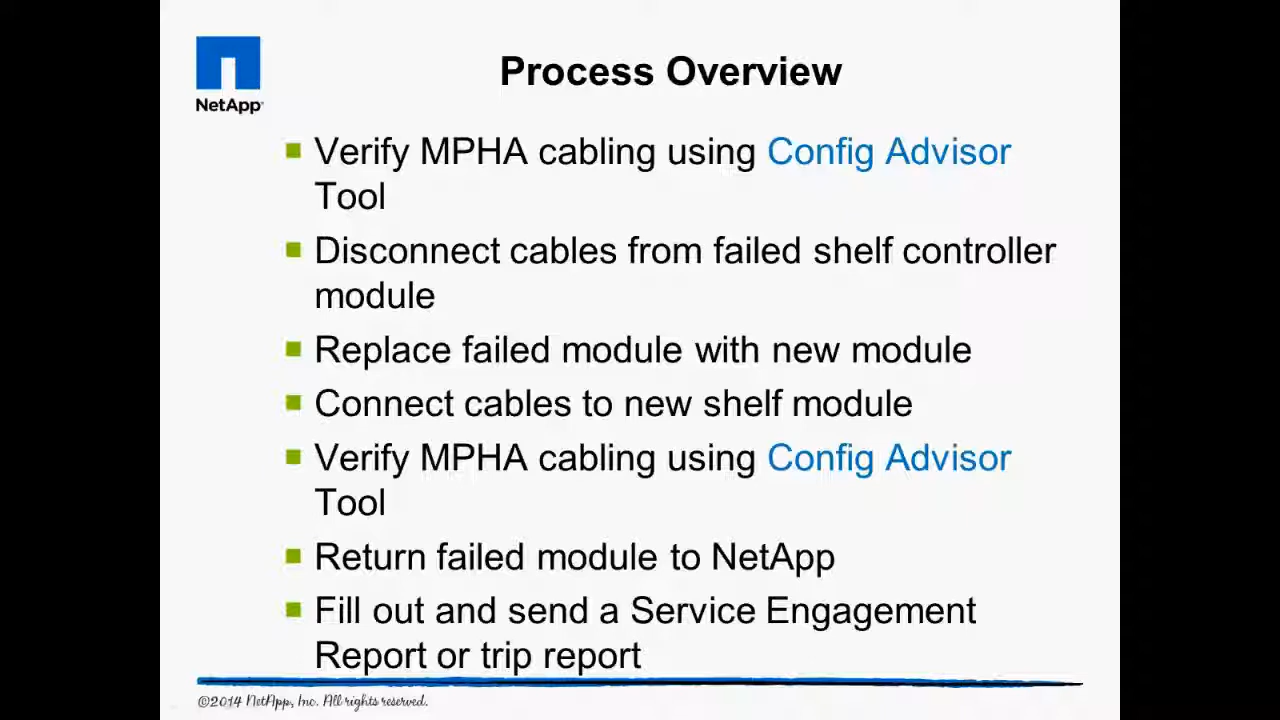 NetApp
Process Overview
Verify MPHA cabling using Config Advisor
Tool
Disconnect cables from failed shelf controller
module
Replace failed module with new module
Connect cables to new shelf module
Verify MPHA cabling using Config Advisor
Tool
Return failed module to NetApp
Fill out and send a Service Engagement
Report or trip report
©2014 NetApp, Inc. All rights reserved.